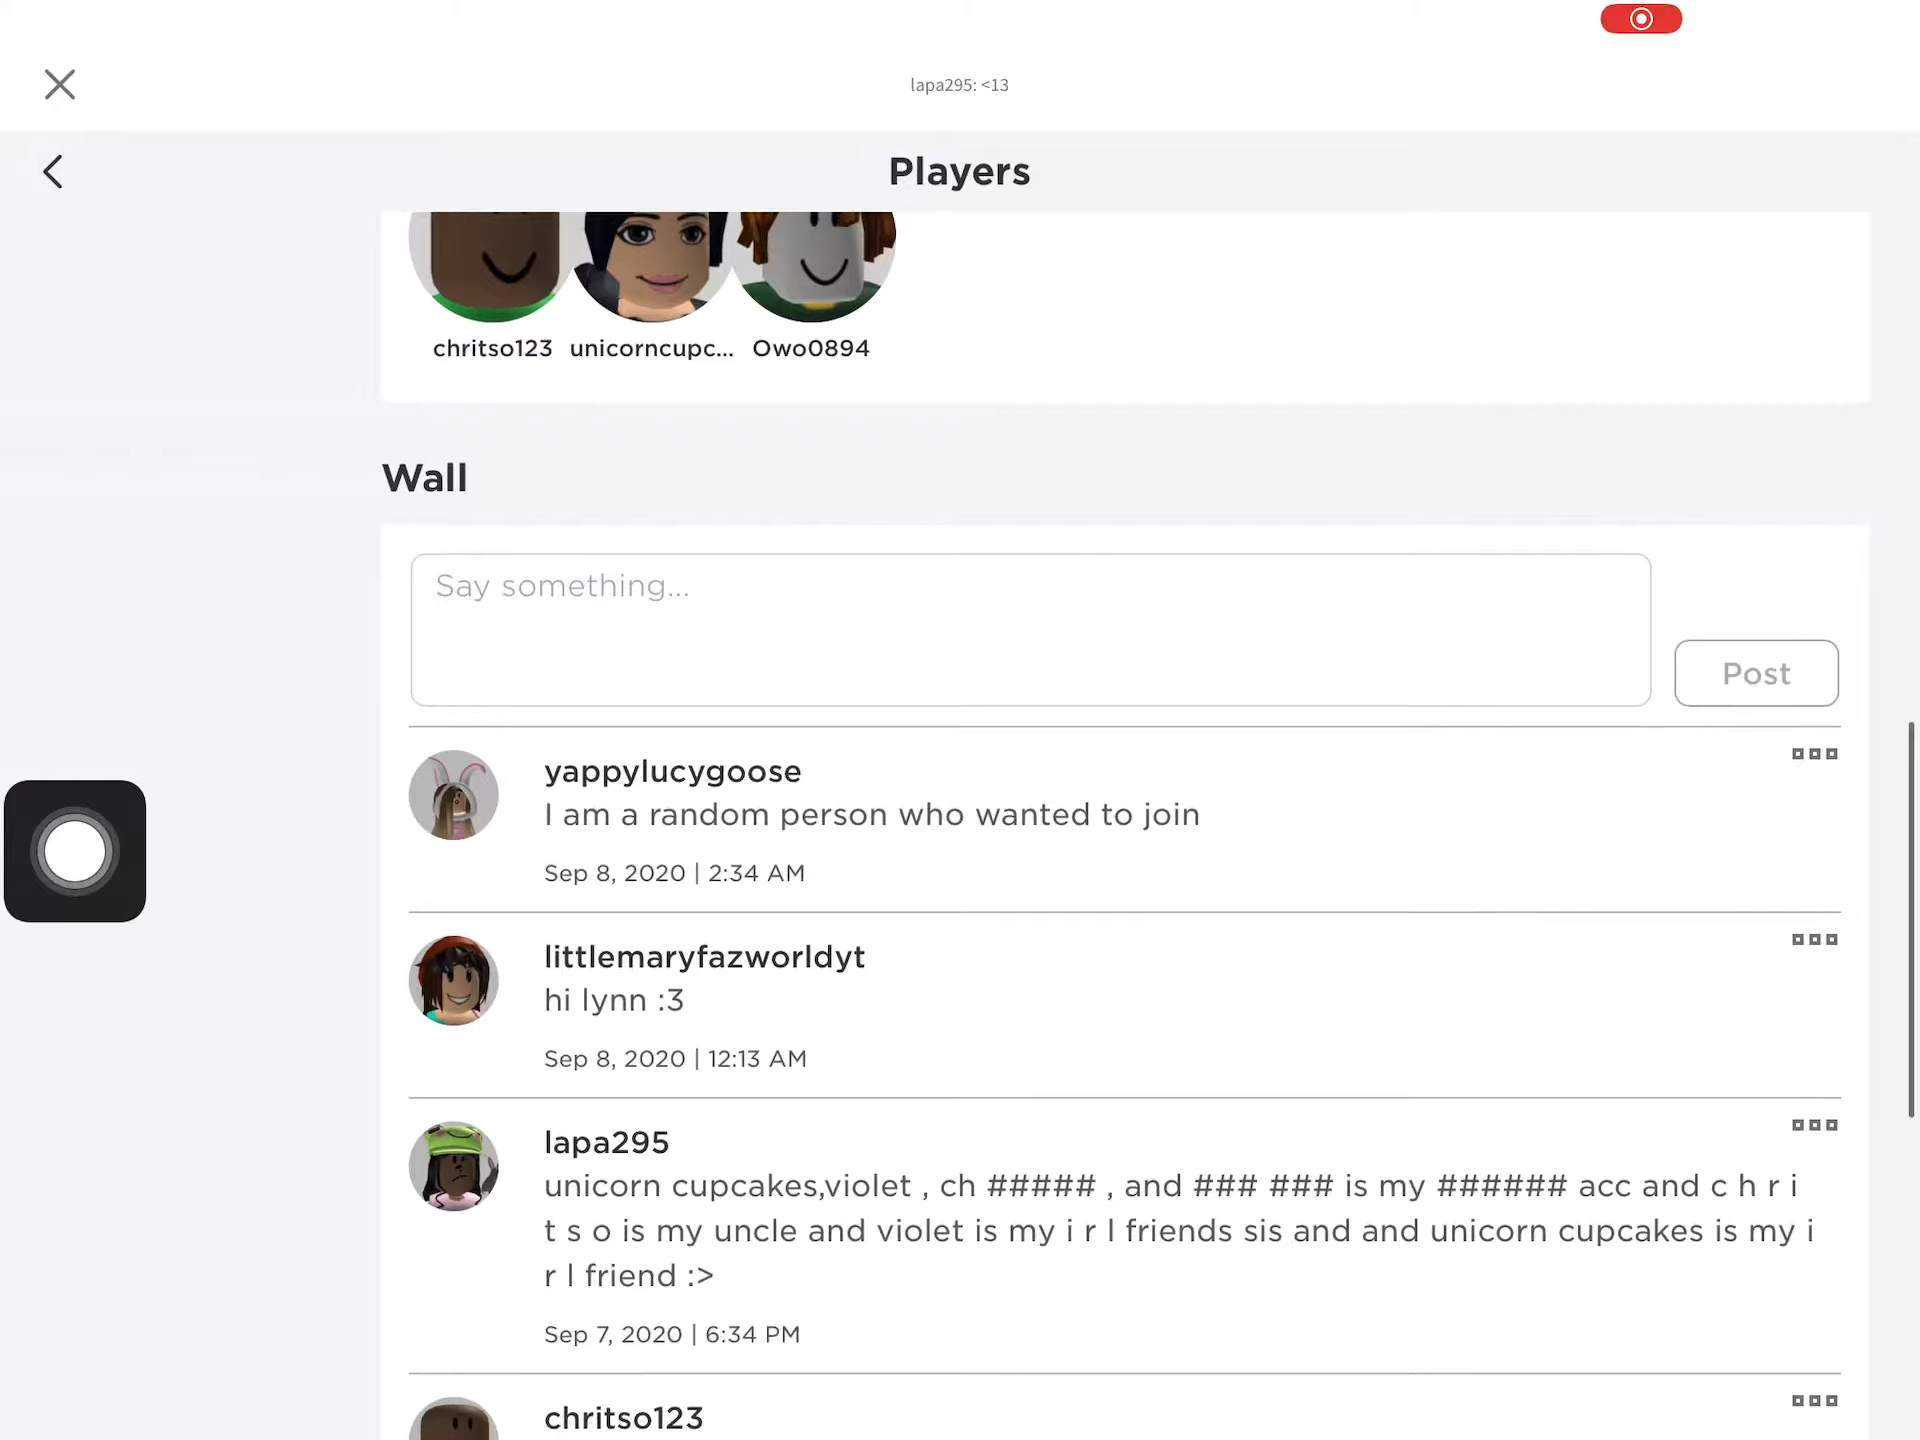 lapa295: <13
Players
chritso123 unicorncupc... Owo0894
Wall
Say something...
Post
yappylucygoose
I am a random person who wanted to join
Sep 8, 2020 | 2:34 AM
littlemaryfazworldyt
hi lynn :3
Sep 8, 2020 | 12:13 AM
lapa295
unicorn cupcakes,violet , ch ##### , and ### ### is my ###### acc and c h r i
t s o is my uncle and violet is my i r l friends sis and and unicorn cupcakes is my i
r l friend :>
Sep 7, 2020 | 6:34 PM
chritso123